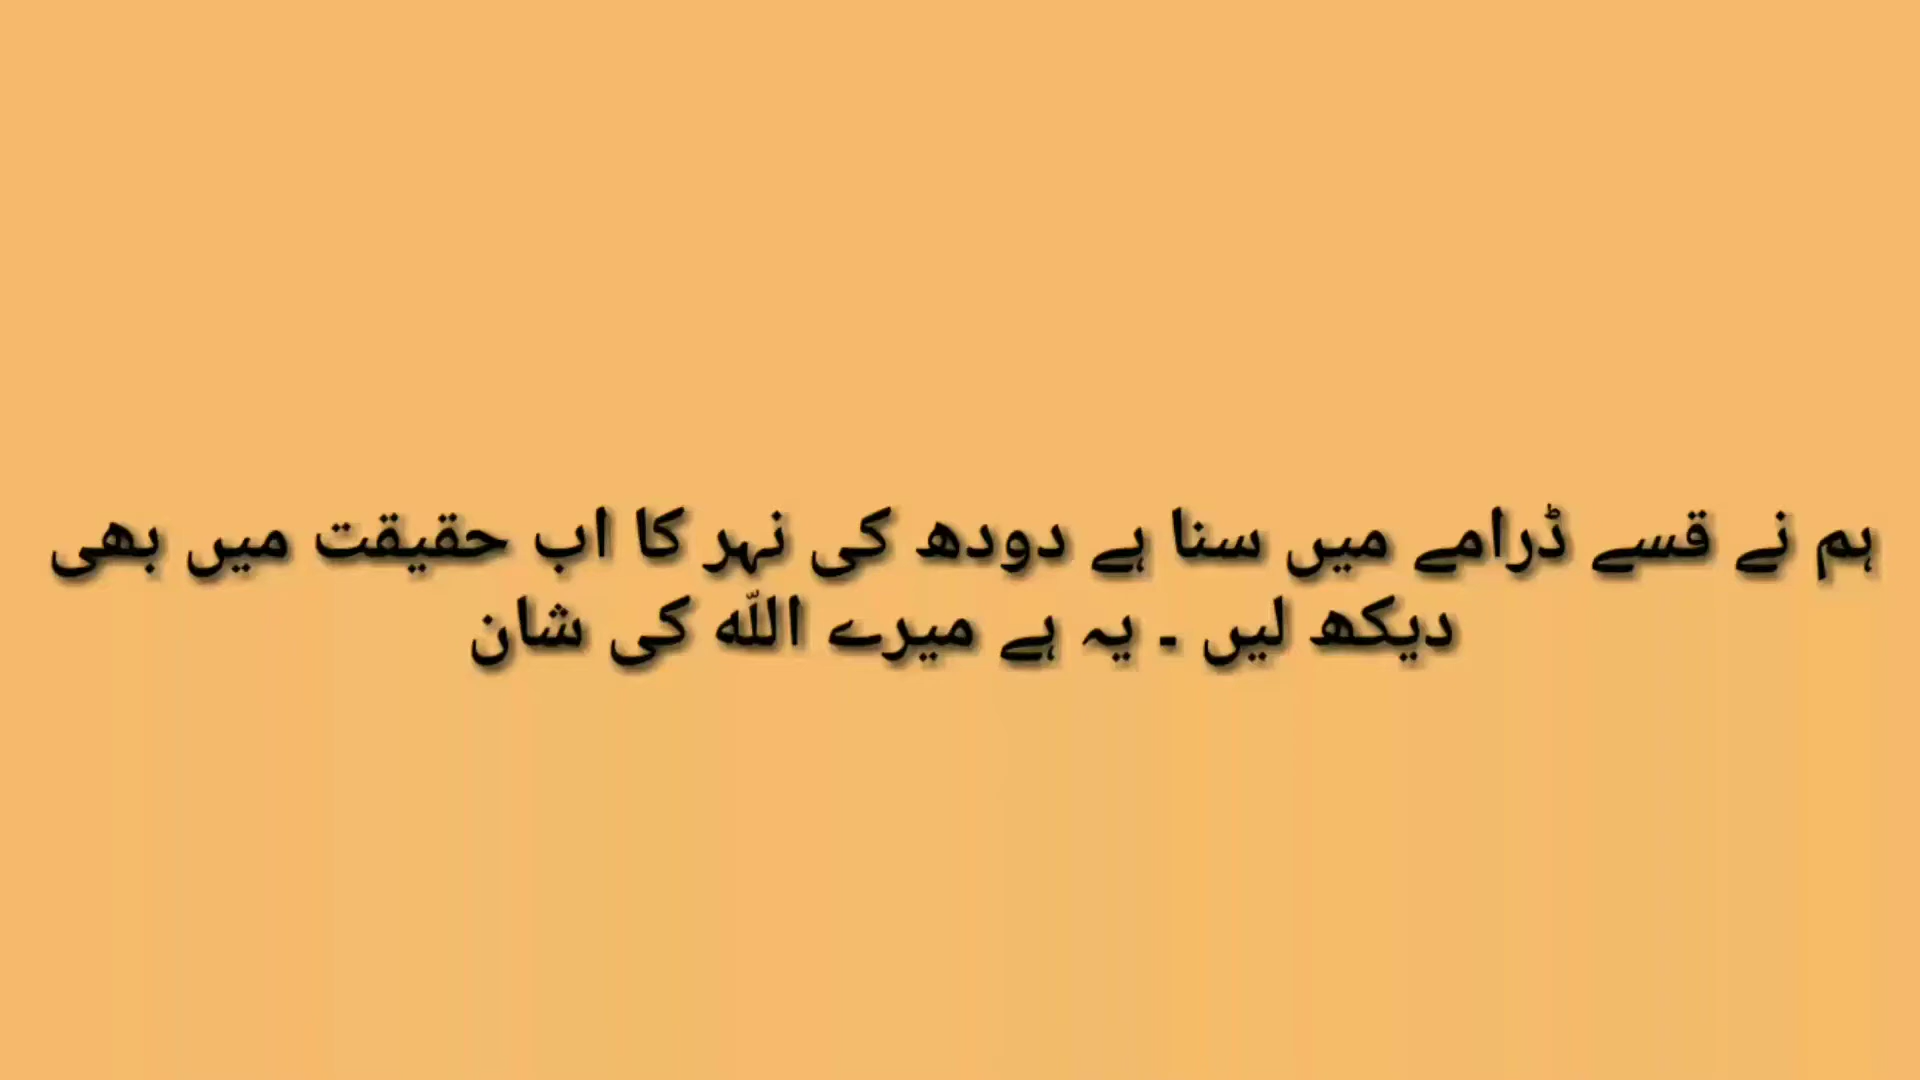 ہم نے قسے ڈرامے میں سنا ہے دودھ کی نہر کا اب حقیقت میں بھی
دیکھ لیں ۔ یہ ہے میرے اللہ کی شان